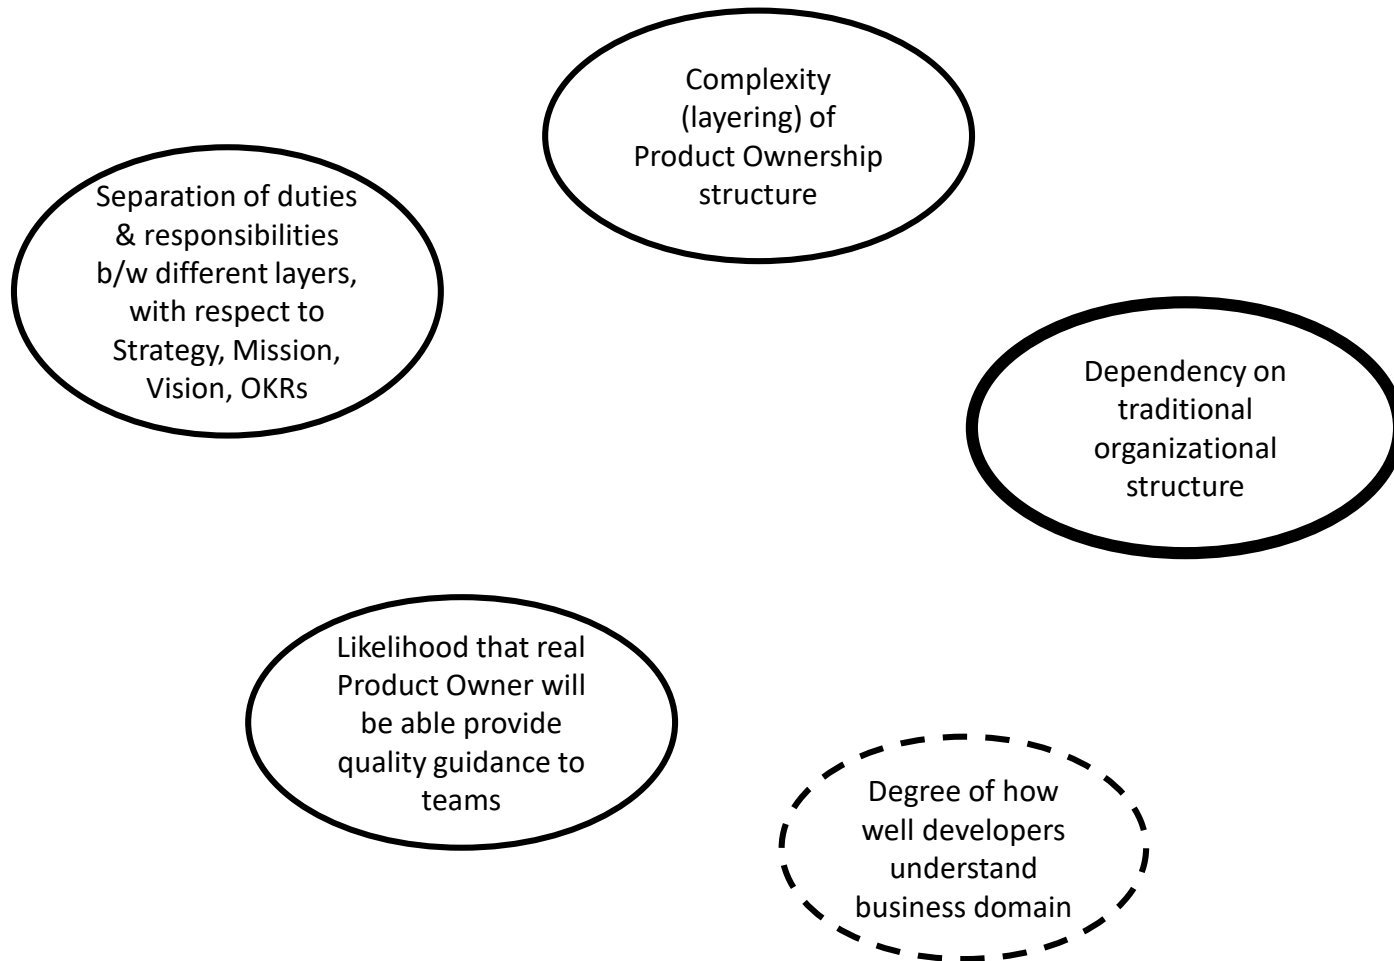 Complexity
(layering) of
Product Ownership
structure
Separation of duties
& responsibilities
b/w different layers,
with respect to
Strategy, Mission,
Vision, OKRs
Dependency on
traditional
organizational
structure
Likelihood that real
Product Owner will
be able provide
quality guidance to
teams
Degree of how
well developers
understand
business domain